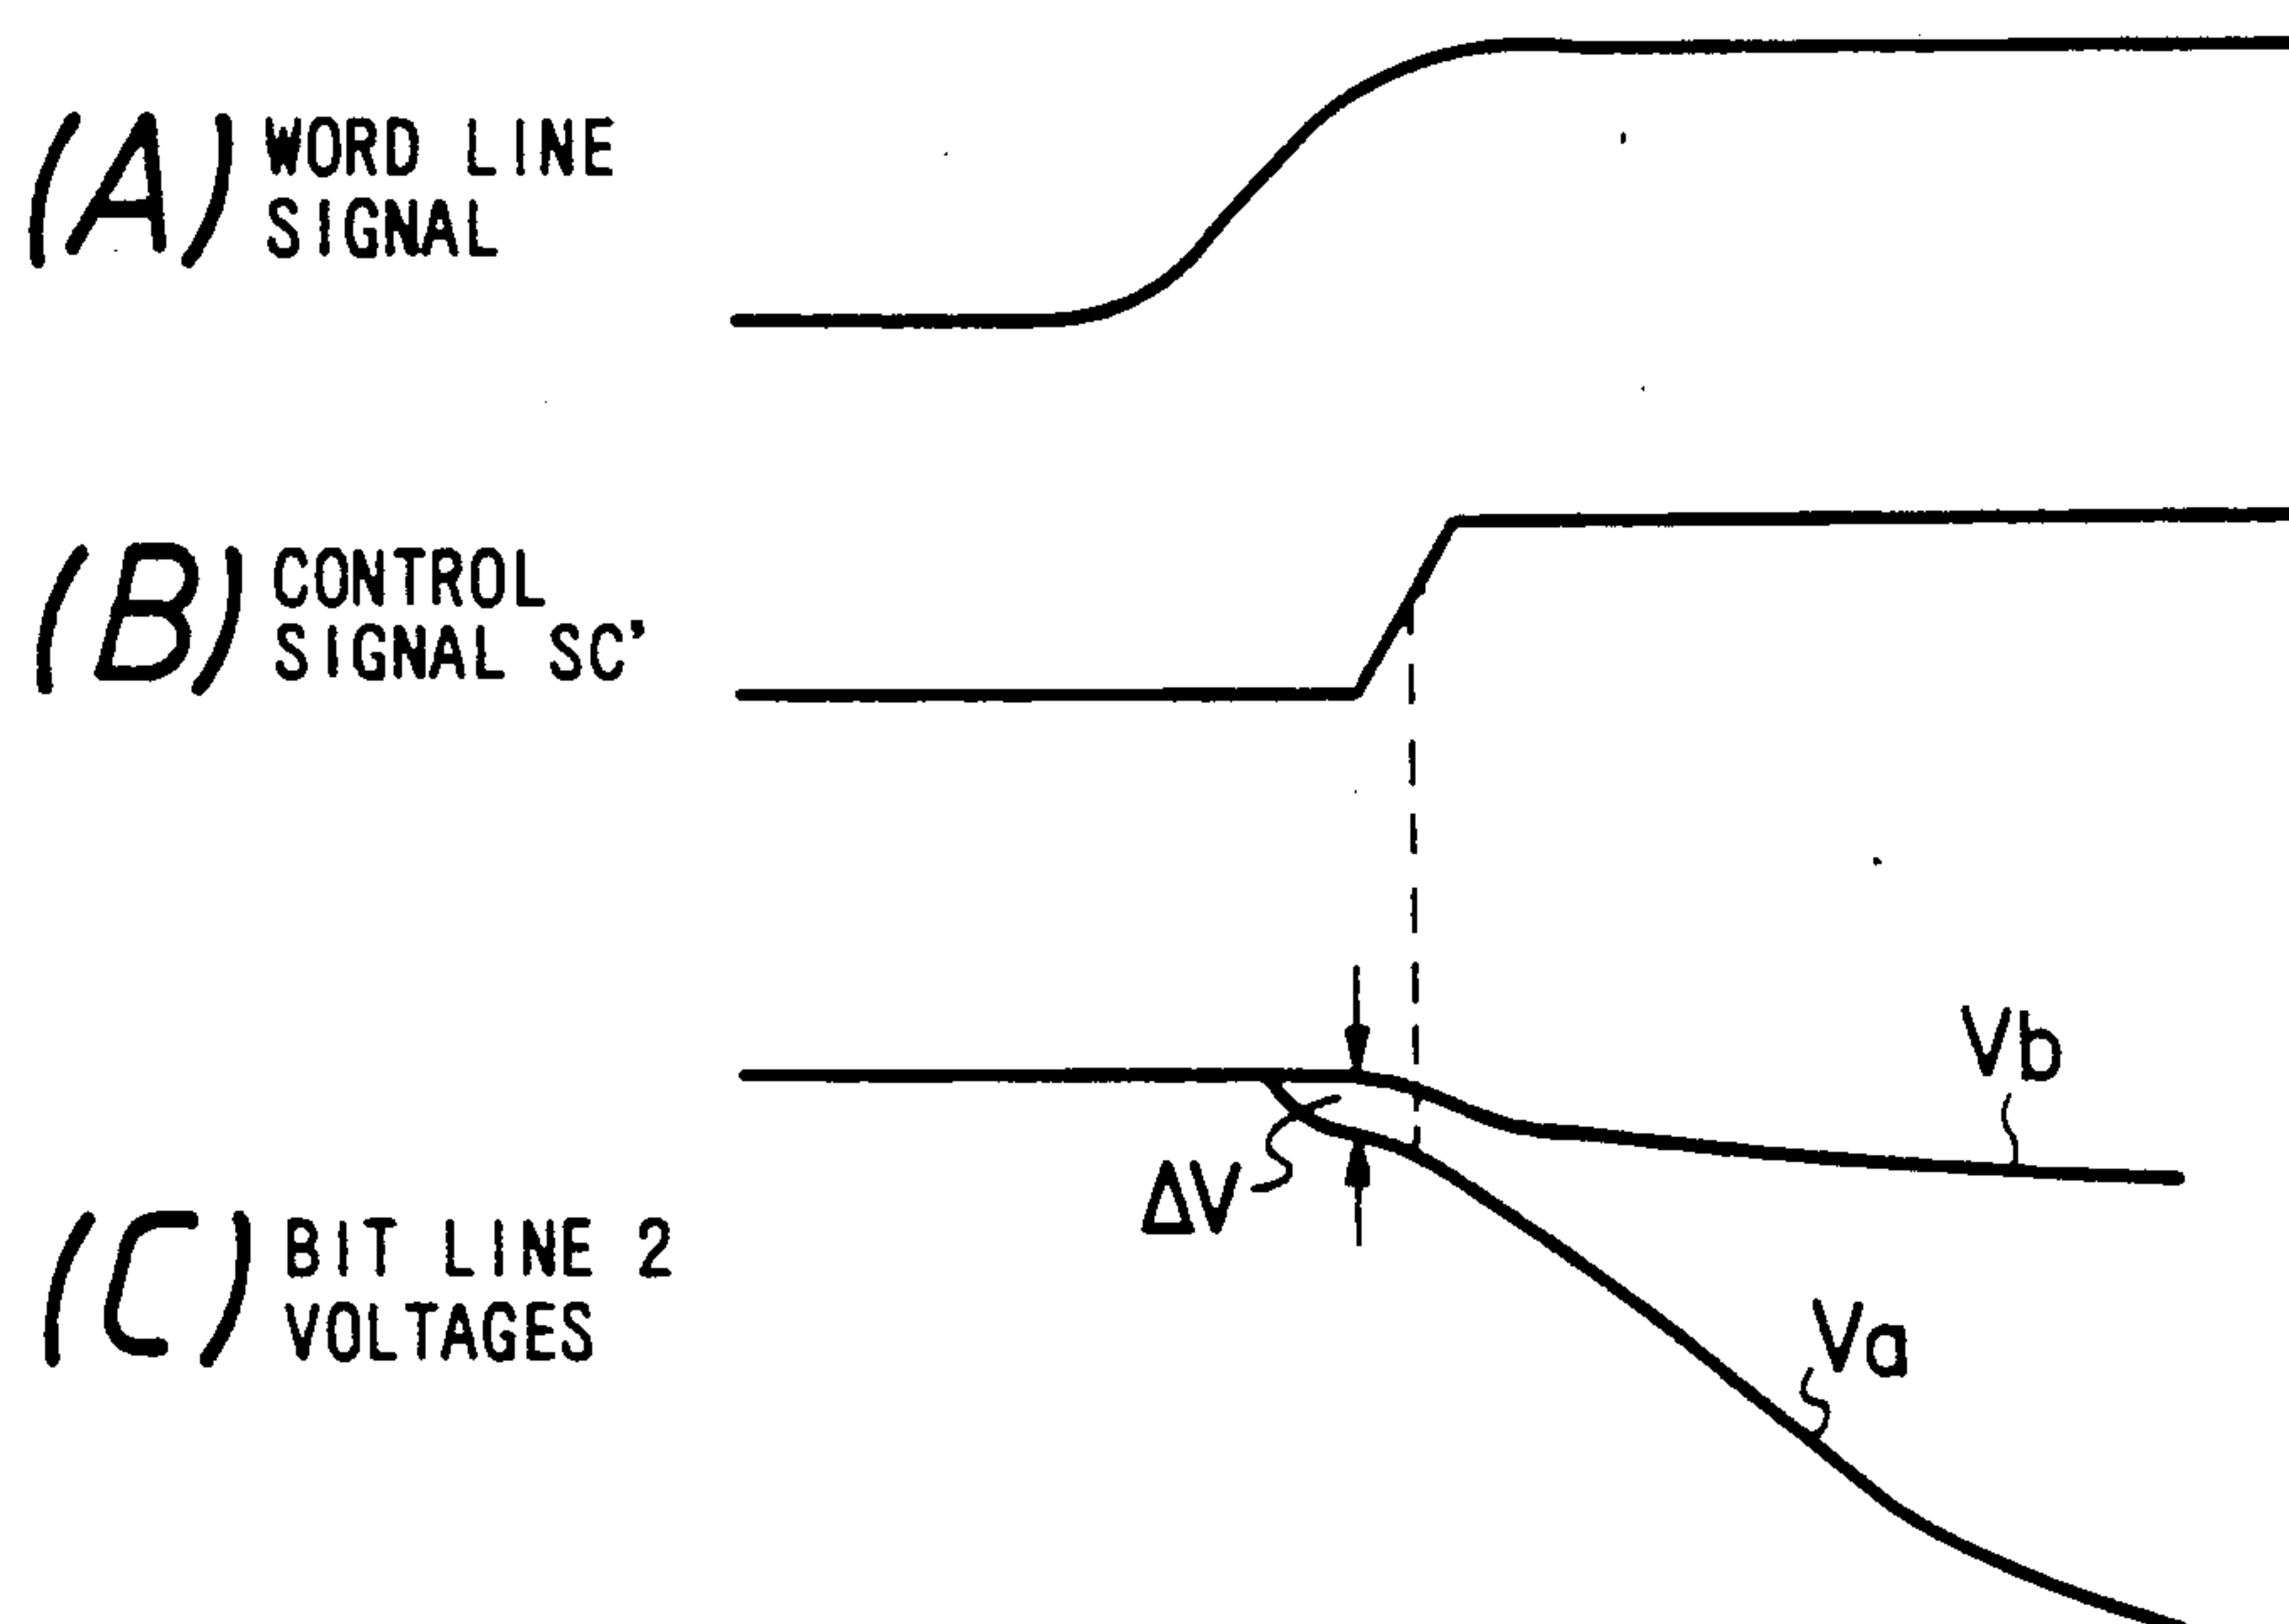 (A) WORD LINE
SIGNAL
(B) CONTROL
SIGNAL SC'
Vb
ΔV
(C) BIT LINE 2
VOLTAGES
Va